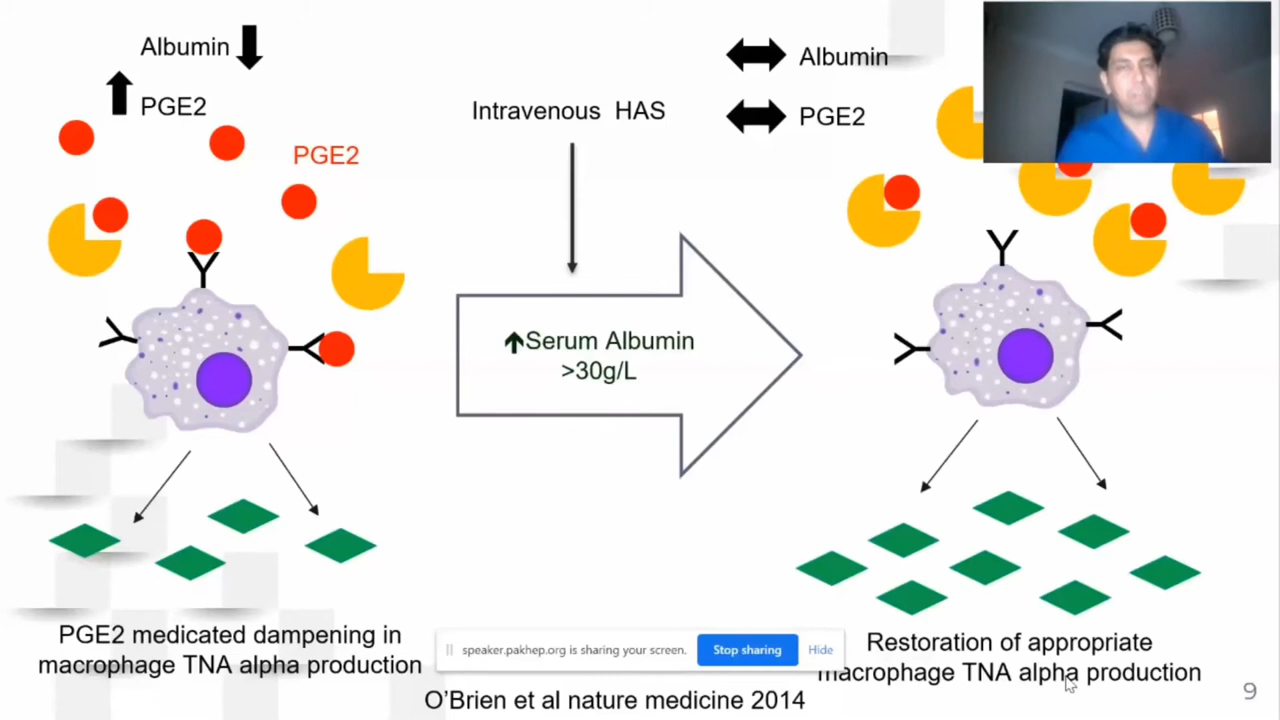 Albumin
PGE2
PGE2
Intravenous HAS
Albumin
PGE2
Serum Albumin
>30g/L
PGE2 medicated dampening in
macrophage TNA alpha production
speaker.pakhep.org is sharing your screen.
Stop sharing
Hide
Restoration of appropriate
macrophage TNA alpha production
O'Brien et al nature medicine 2014
9